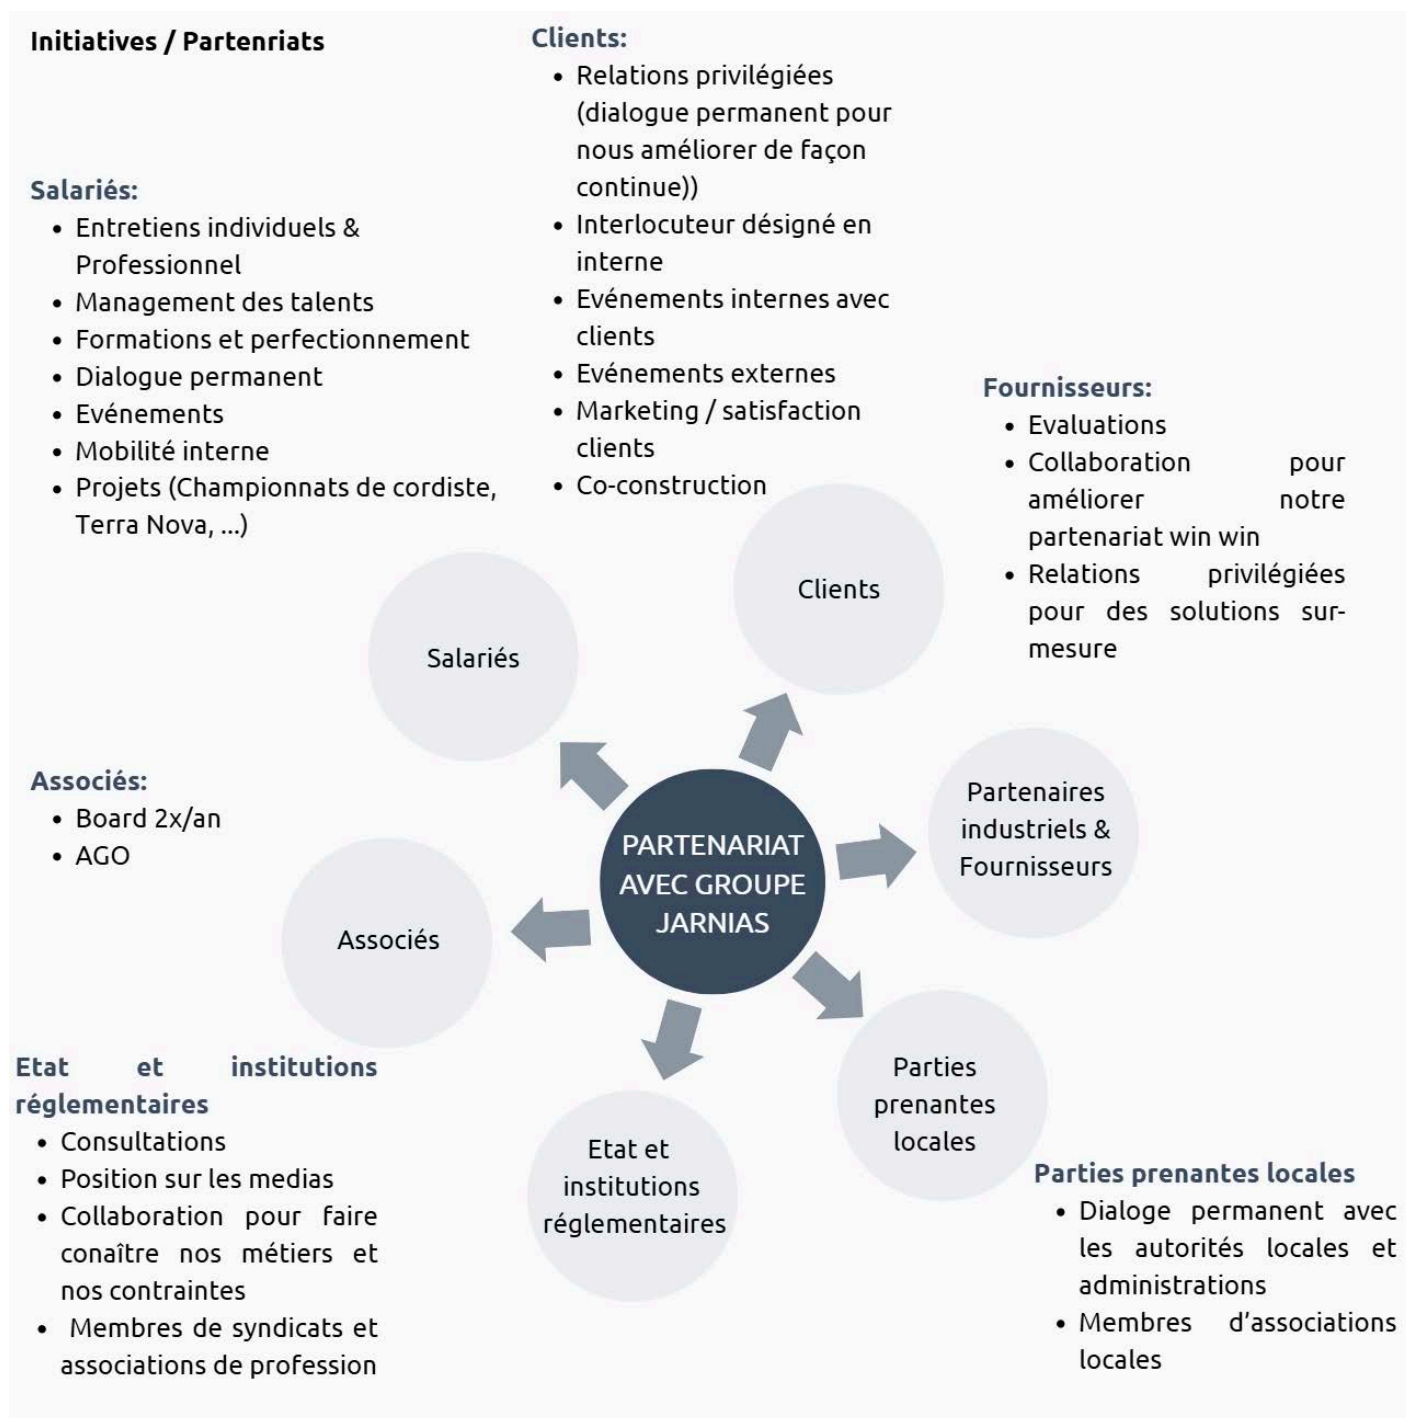 Initiatives / Partenriats
Salariés:
• Entretiens individuels &
Professionnel
• Management des talents
• Formations et perfectionnement
• Dialogue permanent
• Evénements
• Mobilité interne
• Projets (Championnats de cordiste,
Terra Nova, ...)
Clients:
• Relations privilégiées
(dialogue permanent pour
nous améliorer de façon
continue))
• Interlocuteur désigné en
interne
• Evénements internes avec
clients
• Evénements externes
• Marketing / satisfaction
clients
• Co-construction
Fournisseurs:
• Evaluations
• Collaboration pour
améliorer notre
partenariat win win
• Relations privilégiées
pour des solutions sur-
mesure
Clients
Salariés
Partenaires
industriels &
Fournisseurs
PARTENARIAT
AVEC GROUPE
JARNIAS
Associés:
• Board 2x/an
• AGO
Associés
Parties
prenantes
locales
Etat et
institutions
réglementaires
Etat et institutions
réglementaires
• Consultations
• Position sur les medias
• Collaboration pour faire
conaître nos métiers et
nos contraintes
• Membres de syndicats et
associations de profession
Parties prenantes locales
• Dialoge permanent avec
les autorités locales et
administrations
• Membres d'associations
locales